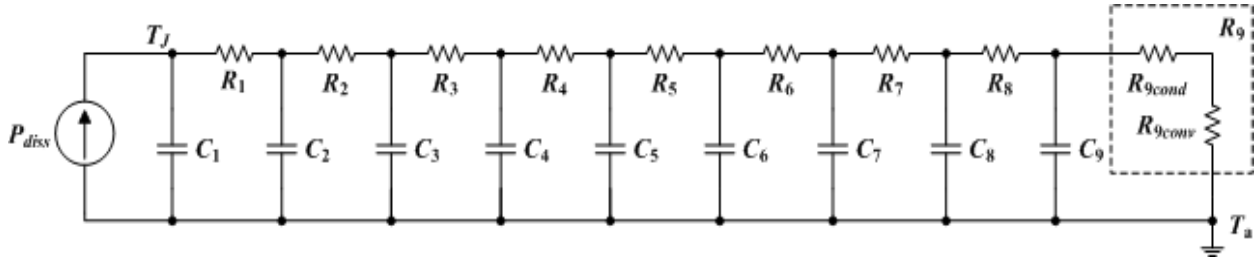 T_J
R_9
R_1 R_2 R_3 R_4 R_5 R_6 R_7 R_8 R_9cond
P_diss
C_1 C_2 C_3 C_4 C_5 C_6 C_7 C_8 C_9
R_9conv
T_a